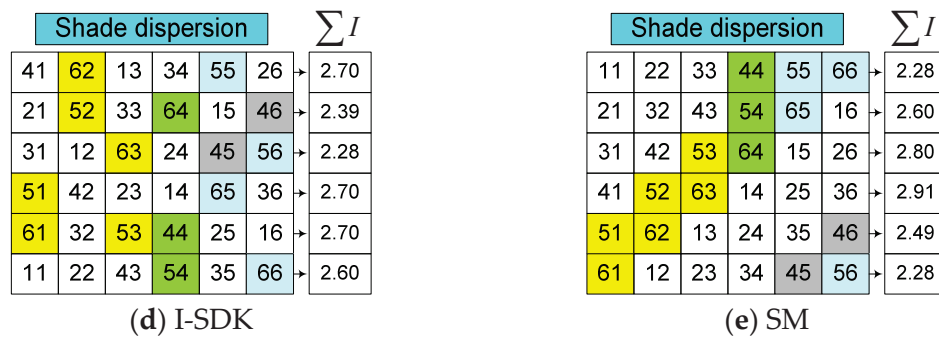 Shade dispersion ∑I
41 62 13 34 55 26 → 2.70
21 52 33 64 15 46 → 2.39
31 12 63 24 45 56 → 2.28
51 42 23 14 65 36 → 2.70
61 32 53 44 25 16 → 2.70
11 22 43 54 35 66 → 2.60
(d) I-SDK
Shade dispersion ∑I
11 22 33 44 55 66 → 2.28
21 32 43 54 65 16 → 2.60
31 42 53 64 15 26 → 2.80
41 52 63 14 25 36 → 2.91
51 62 13 24 35 46 → 2.49
61 12 23 34 45 56 → 2.28
(e) SM